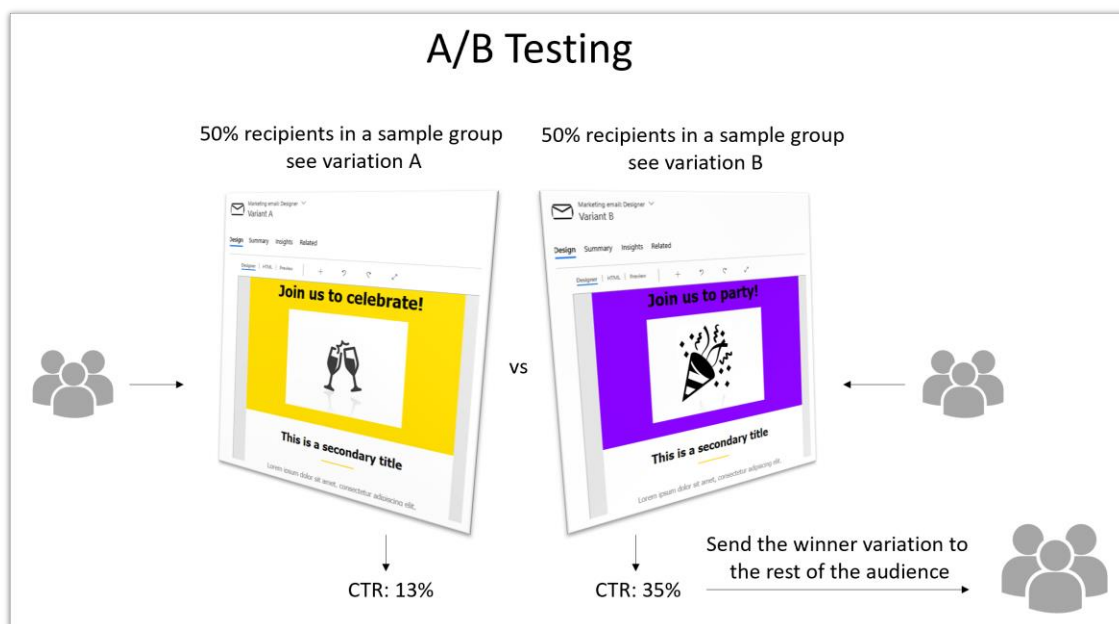 A/B Testing
50% recipients in a sample group
see variation A
50% recipients in a sample group
see variation B
Marketing email: Designer
Variant A
Design Summary Insights Related
Designer HTML Preview
Join us to celebrate!
This is a secondary title
Lorem ipsum dolor sit amet, consectetur adipiscing elit.
vs
Marketing email: Designer
Variant B
Design Summary Insights Related
Designer HTML Preview
Join us to party!
This is a secondary title
Lorem ipsum dolor sit amet, consectetur adipiscing elit.
CTR: 13%
CTR: 35%
Send the winner variation to
the rest of the audience